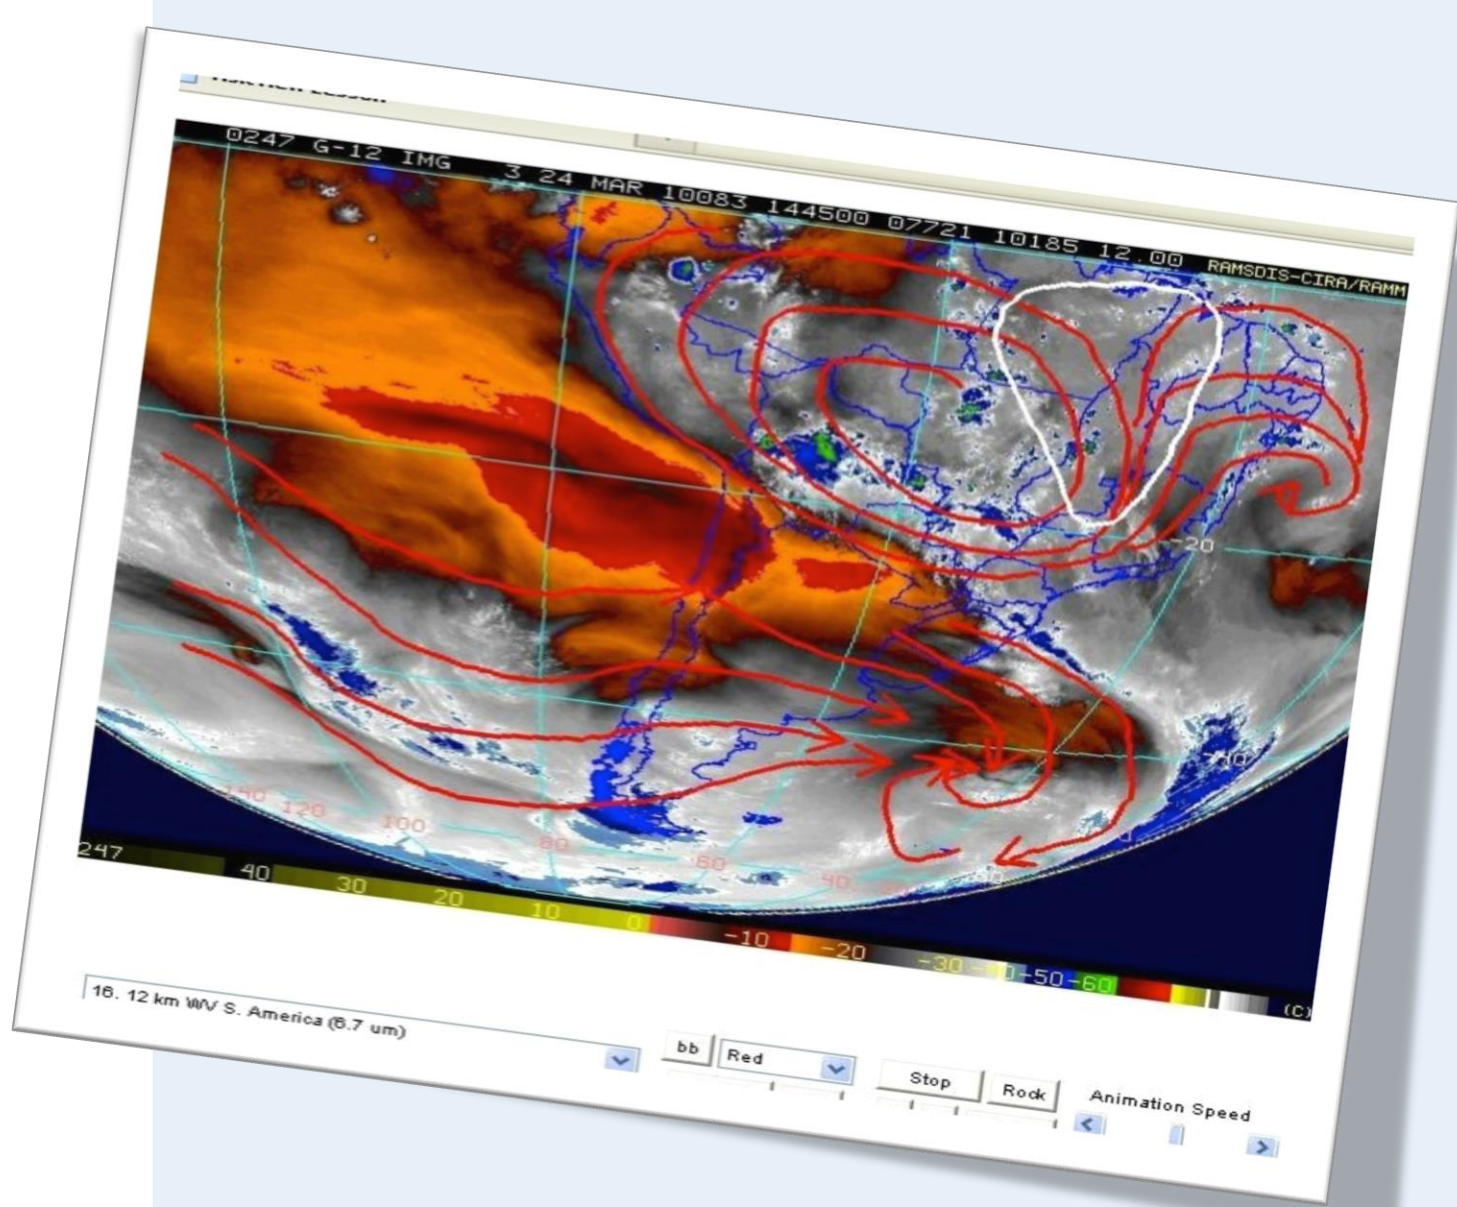 0247 G-12 IMG 3 24 MAR 10083 144500 07721 10185 12.00 RAMSDIS-CIRA/RAMM
-20
140 120 100 80 60 40
247 40 30 20 10 0 -10 -20 -30 -40 -50 -60 (C)
16. 12 km WV S. America (6.7 um)
bb Red Stop Rock Animation Speed